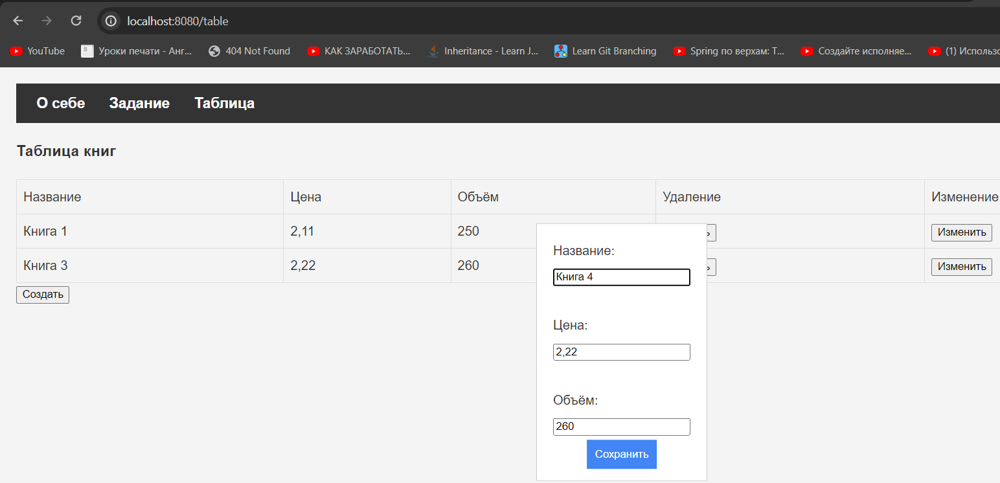 localhost:8080/table
YouTube Уроки печати - Анг... 404 Not Found КАК ЗАРАБОТАТЬ... Inheritance - Learn J... Learn Git Branching Spring по верхам: Т... Создайте исполняе... (1) Использо
О себе Задание Таблица
Таблица книг
Название Цена Объём Удаление Изменение
Книга 1 2,11 250 ь Изменить
Книга 3 2,22 260 ь Изменить
Создать
Название:
Книга 4
Цена:
2,22
Объём:
260
Сохранить